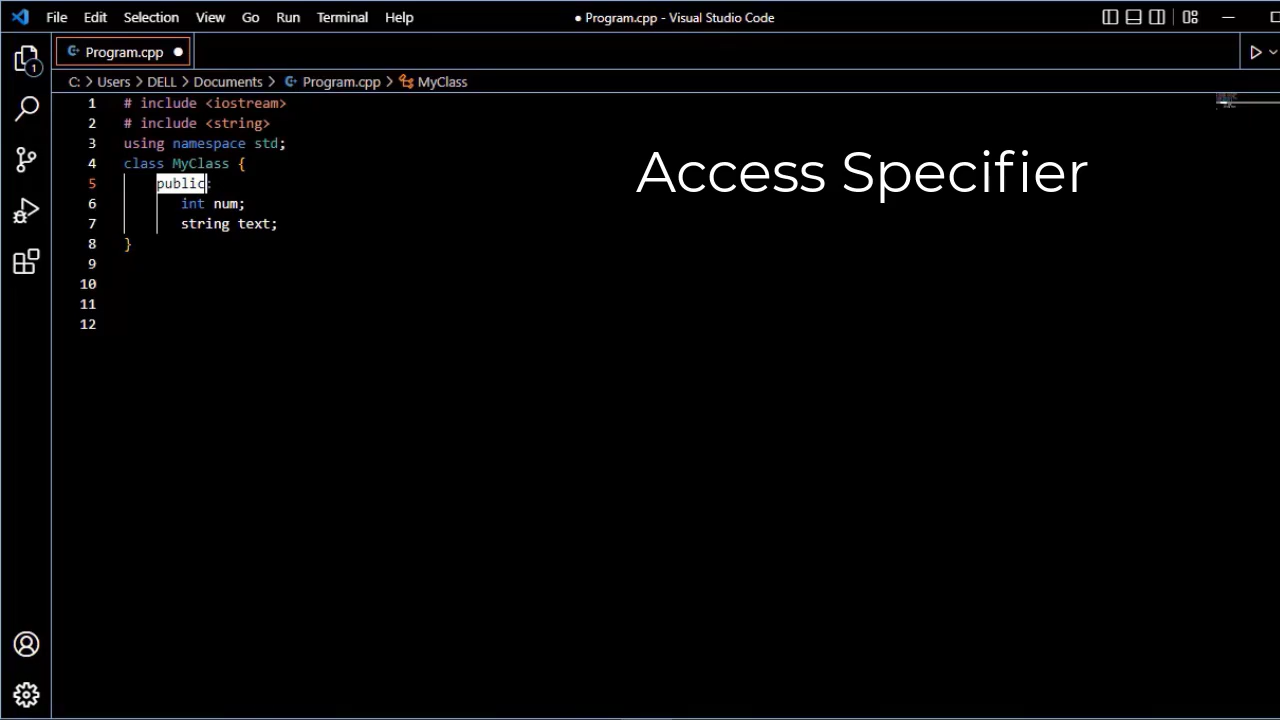 File Edit Selection View Go Run Terminal Help ● Program.cpp - Visual Studio Code
1
Program.cpp ●
C: > Users > DELL > Documents > Program.cpp > MyClass
1 # include <iostream>
2 # include <string>
3 using namespace std;
4 class MyClass {
5 public:
6 int num;
7 string text;
8 }
9
10
11
12
Access Specifier